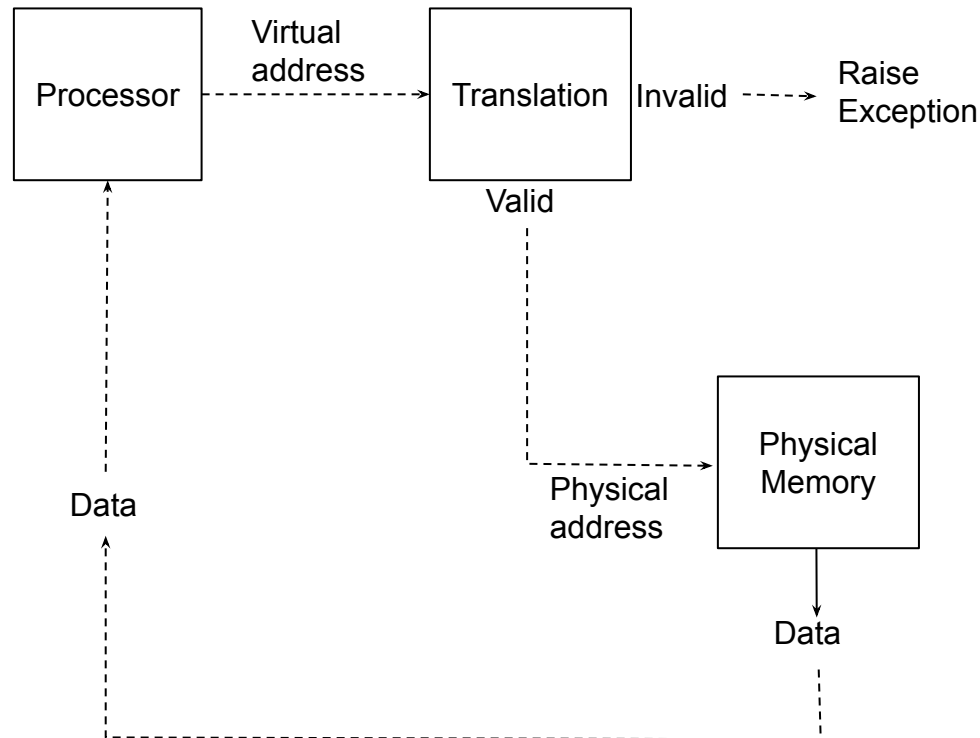 Processor
Virtual
address
Translation
Invalid
Raise
Exception
Valid
Physical
address
Physical
Memory
Data
Data